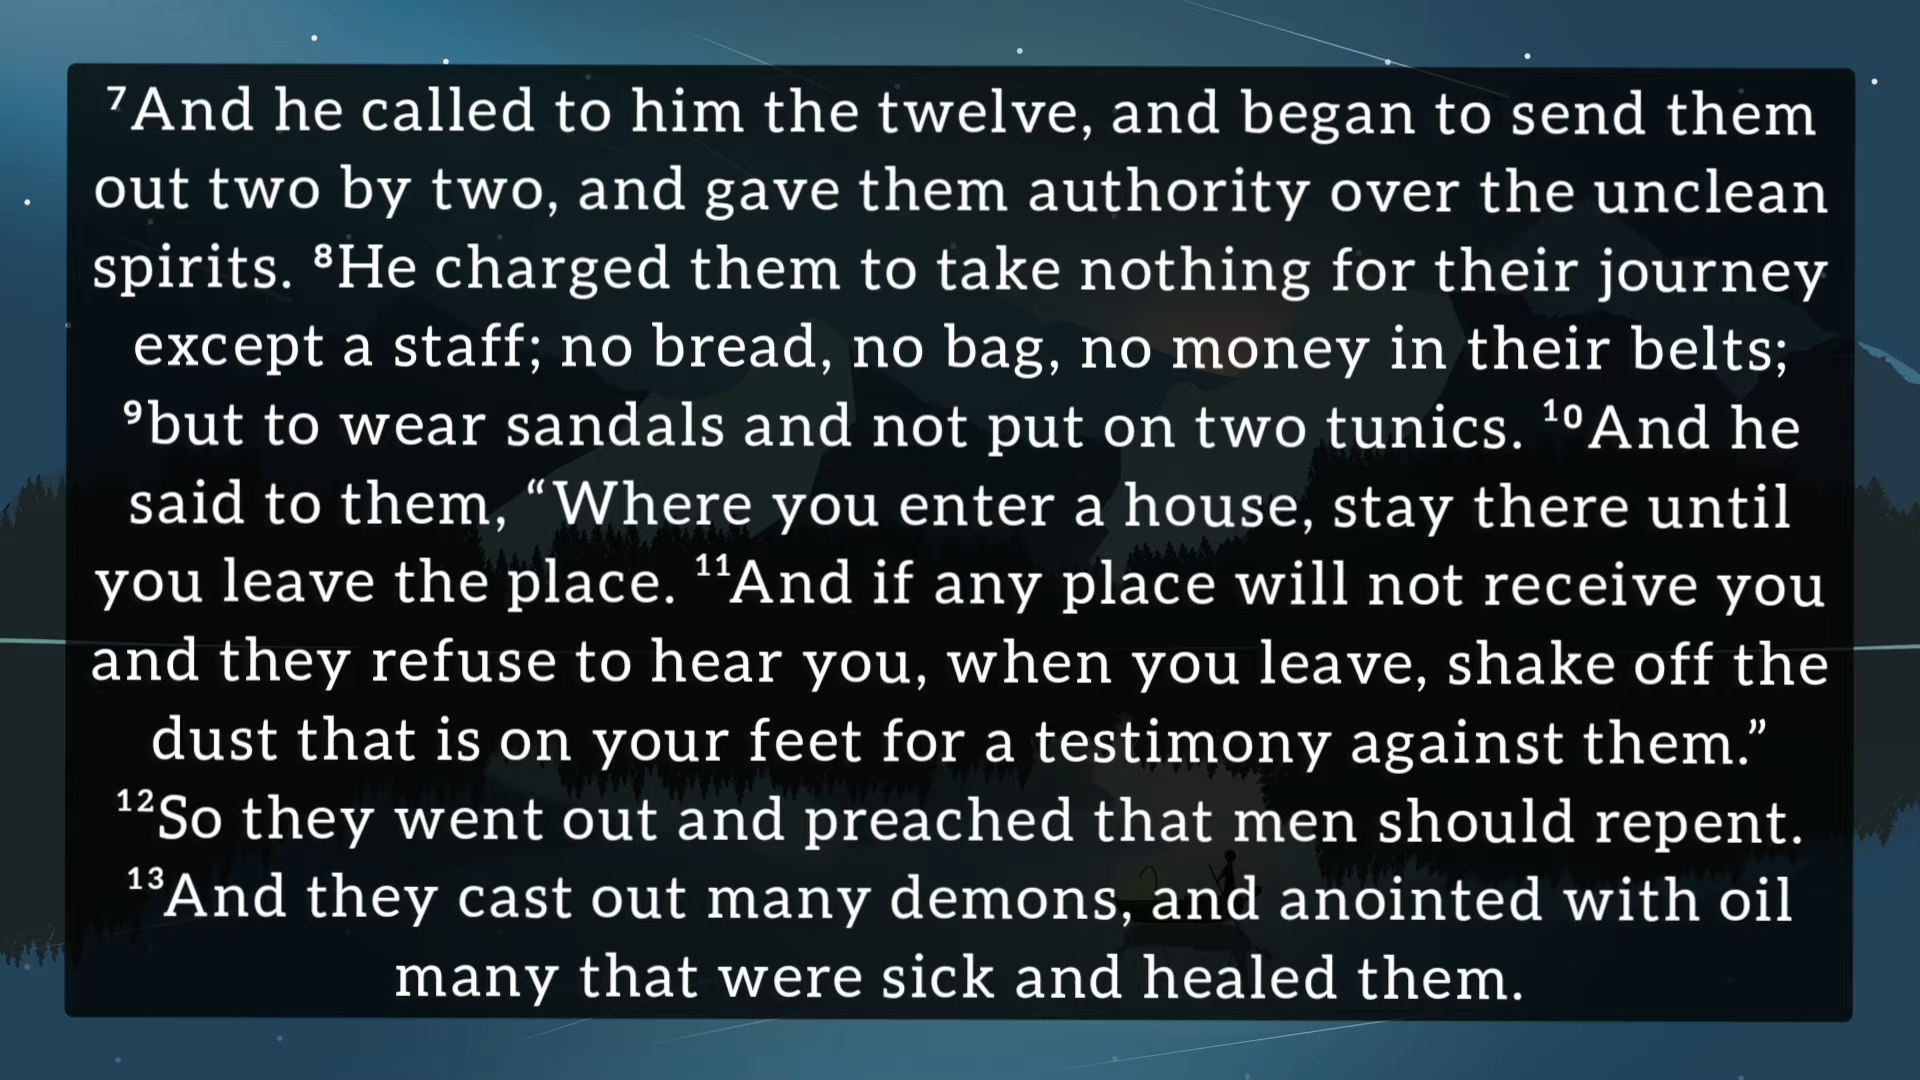 ⁷And he called to him the twelve, and began to send them
out two by two, and gave them authority over the unclean
spirits. ⁸He charged them to take nothing for their journey
except a staff; no bread, no bag, no money in their belts;
⁹but to wear sandals and not put on two tunics. ¹⁰And he
said to them, “Where you enter a house, stay there until
you leave the place. ¹¹And if any place will not receive you
and they refuse to hear you, when you leave, shake off the
dust that is on your feet for a testimony against them.”
¹²So they went out and preached that men should repent.
¹³And they cast out many demons, and anointed with oil
many that were sick and healed them.